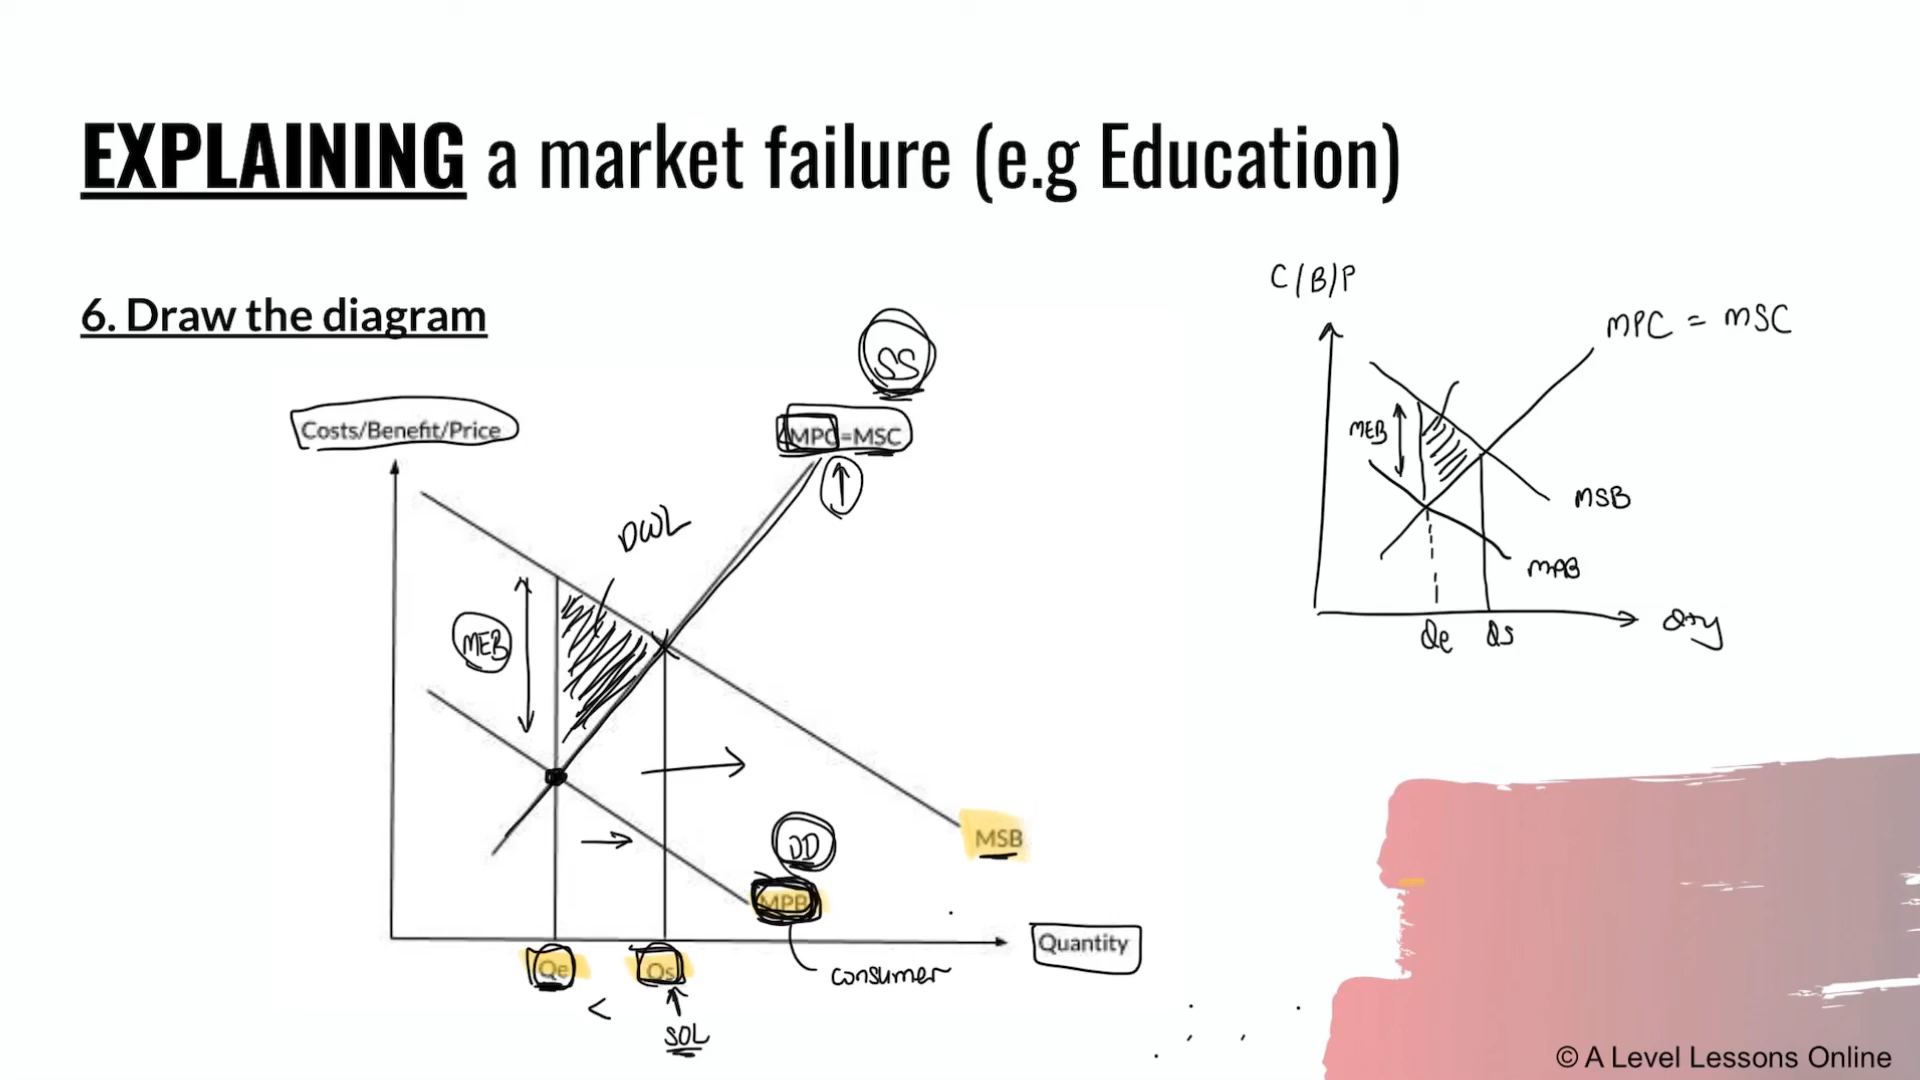 EXPLAINING a market failure (e.g Education)
6. Draw the diagram
SS
Costs/Benefit/Price
MPC=MSC
DWL
MEB
MSB
DD
MPB
Quantity
Qe
Qs
consumer
<
SOL
C/B/P
MPC = MSC
MEB
MSB
MPB
Qe
Qs
Qty
© A Level Lessons Online